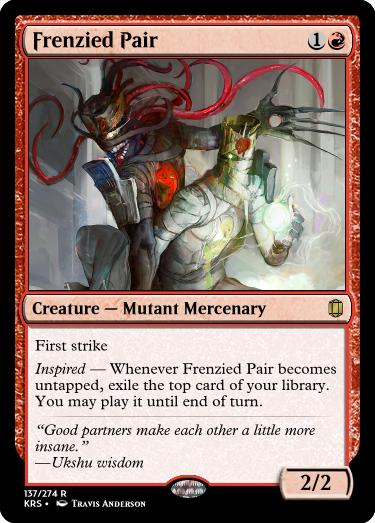 Frenzied Pair 1
Creature — Mutant Mercenary
First strike
Inspired — Whenever Frenzied Pair becomes
untapped, exile the top card of your library.
You may play it until end of turn.
“Good partners make each other a little more
insane.”
—Ukshu wisdom
2/2
137/274 R
KRS • Travis Anderson